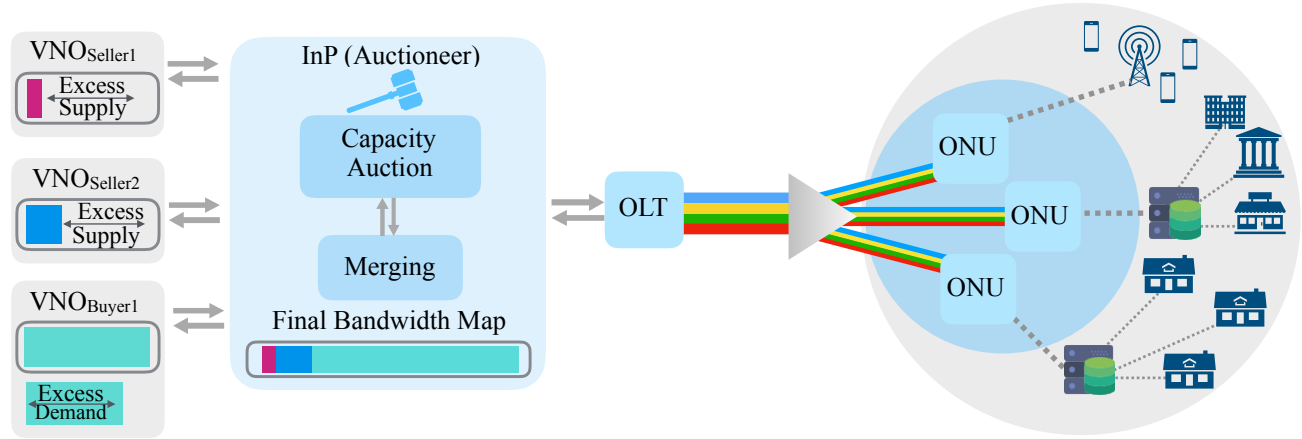 VNOSeller1
Excess
Supply
VNOSeller2
Excess
Supply
VNOBuyer1
Excess
Demand
InP (Auctioneer)
Capacity
Auction
Merging
Final Bandwidth Map
OLT
ONU
ONU
ONU